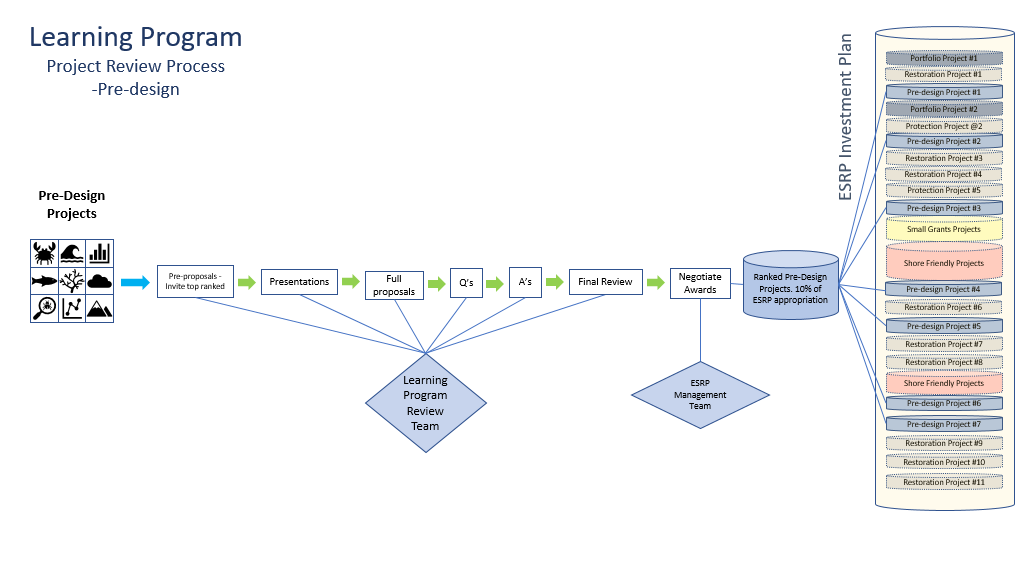 Learning Program
Project Review Process
-Pre-design
ESRP Investment Plan
Pre-Design
Projects
Pre-proposals -
Invite top ranked
Presentations
Full
proposals
Q's
A's
Final Review
Negotiate
Awards
Ranked Pre-Design
Projects. 10% of
ESRP appropriation
Learning
Program
Review
Team
ESRP
Management
Team
Portfolio Project #1
Restoration Project #1
Pre-design Project #1
Portfolio Project #2
Protection Project @2
Pre-design Project #2
Restoration Project #3
Restoration Project #4
Protection Project #5
Pre-design Project #3
Small Grants Projects
Shore Friendly Projects
Pre-design Project #4
Restoration Project #6
Pre-design Project #5
Restoration Project #7
Restoration Project #8
Shore Friendly Projects
Pre-design Project #6
Pre-design Project #7
Restoration Project #9
Restoration Project #10
Restoration Project #11